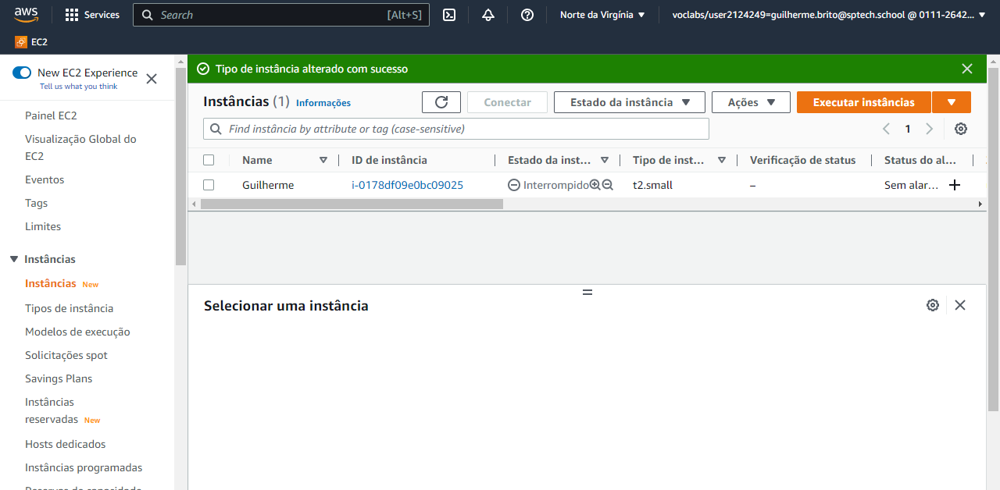 aws
Services
Search
[Alt+S]
Norte da Virgínia
voclabs/user2124249=guilherme.brito@sptech.school @ 0111-2642...
EC2
New EC2 Experience
Tell us what you think
Painel EC2
Visualização Global do
EC2
Eventos
Tags
Limites
Instâncias
Instâncias New
Tipos de instância
Modelos de execução
Solicitações spot
Savings Plans
Instâncias
reservadas New
Hosts dedicados
Instâncias programadas
Reservas de capacidade
Tipo de instância alterado com sucesso
Instâncias (1) Informações
Conectar
Estado da instância
Ações
Executar instâncias
Find instância by attribute or tag (case-sensitive)
1
Name
ID de instância
Estado da inst...
Tipo de inst...
Verificação de status
Status do al...
Guilherme
i-0178df09e0bc09025
Interrompido
t2.small
–
Sem alar...
Selecionar uma instância